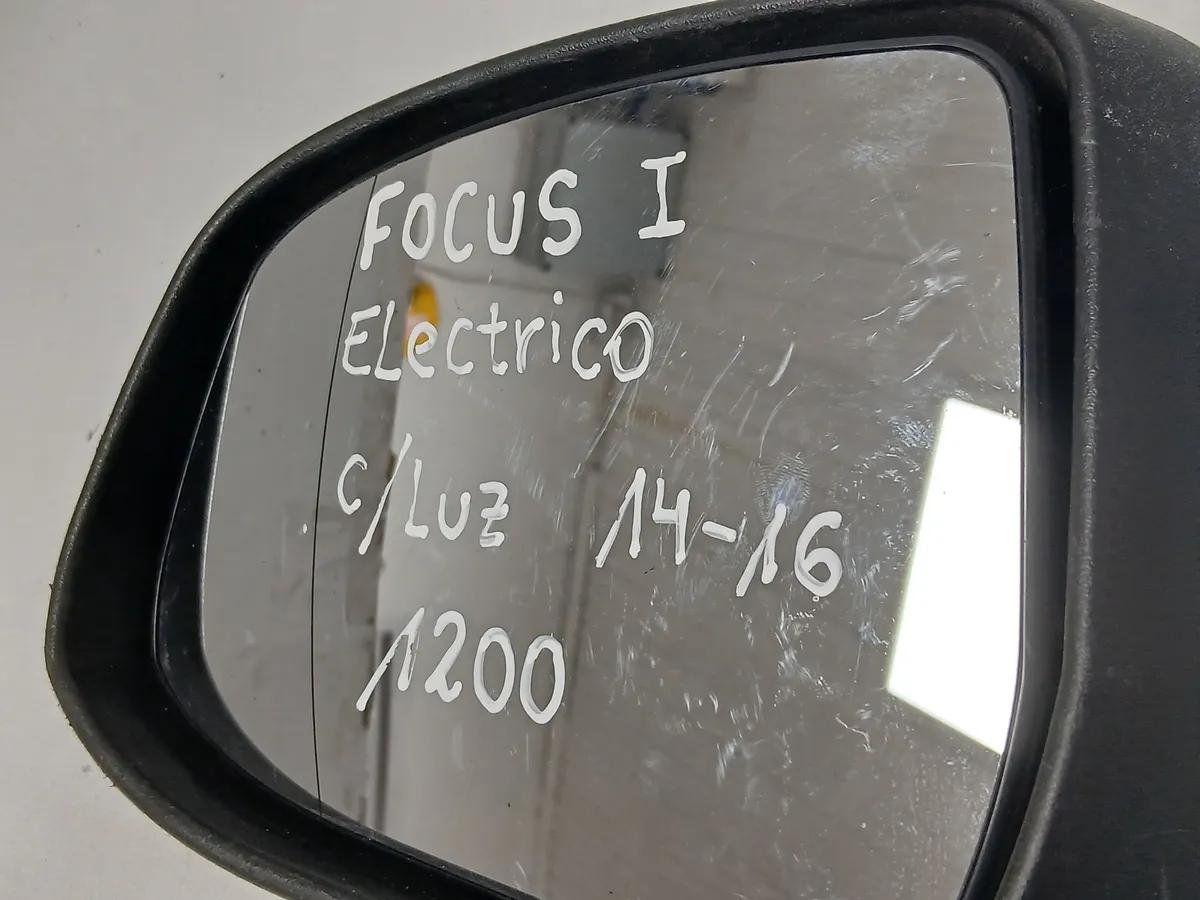 FOCUS I
ELectrico
c/Luz 14-16
1200